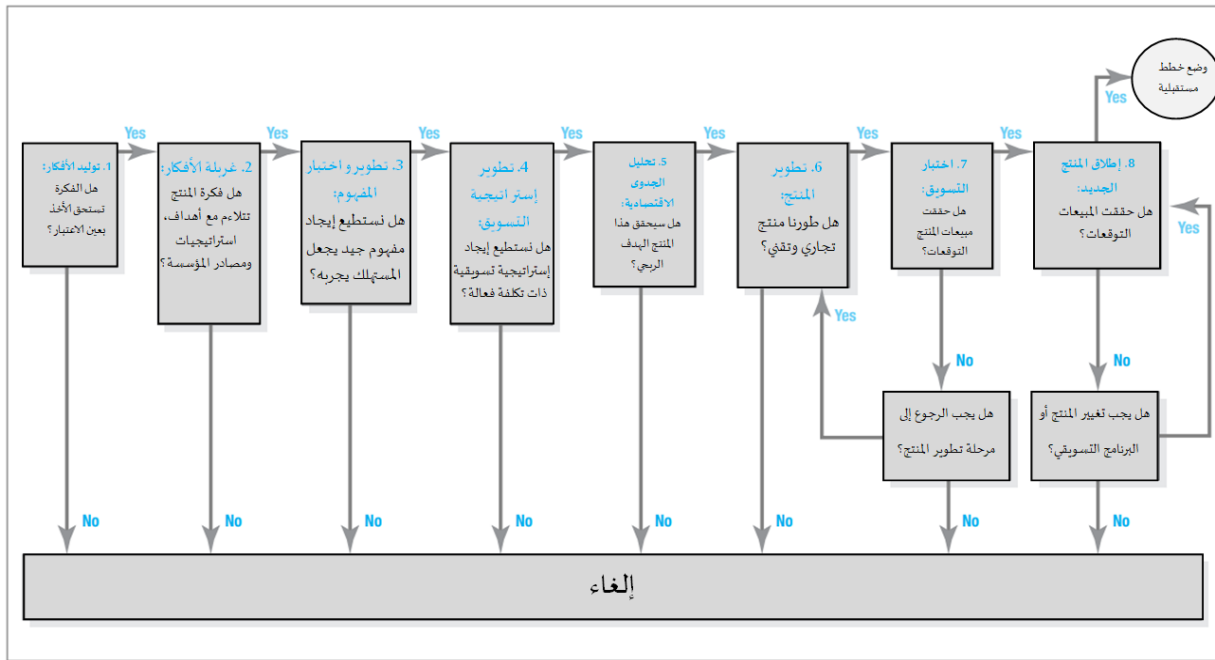 وضع خطط
مستقبلية
Yes
Yes
Yes
Yes
Yes
Yes
Yes
Yes
1. توليد الأفكار:
هل الفكرة
تستحق الأخذ
بعين الاعتبار؟
2. غربلة الأفكار:
هل فكرة المنتج
تتلاءم مع أهداف،
استراتيجيات
ومصادر المؤسسة؟
3. تطوير و اختبار
المفهوم:
هل نستطيع إيجاد
مفهوم جيد يجعل
المستهلك يجربه؟
4. تطوير
إستراتيجية
التسويق:
هل نستطيع إيجاد
إستراتيجية تسويقية
ذات تكلفة فعالة؟
5. تحليل
الجدوى
الاقتصادية:
هل سيحقق هذا
المنتج الهدف
الربحي؟
6. تطوير
المنتج:
هل طورنا منتج
تجاري وتقني؟
7. اختبار
التسويق:
هل حققت
مبيعات المنتج
التوقعات؟
8. إطلاق المنتج
الجديد:
هل حققت المبيعات
التوقعات؟
Yes
Yes
No
No
هل يجب الرجوع إلى
مرحلة تطوير المنتج؟
هل يجب تغيير المنتج أو
البرنامج التسويقي؟
No
No
No
No
No
No
No
No
إلغاء